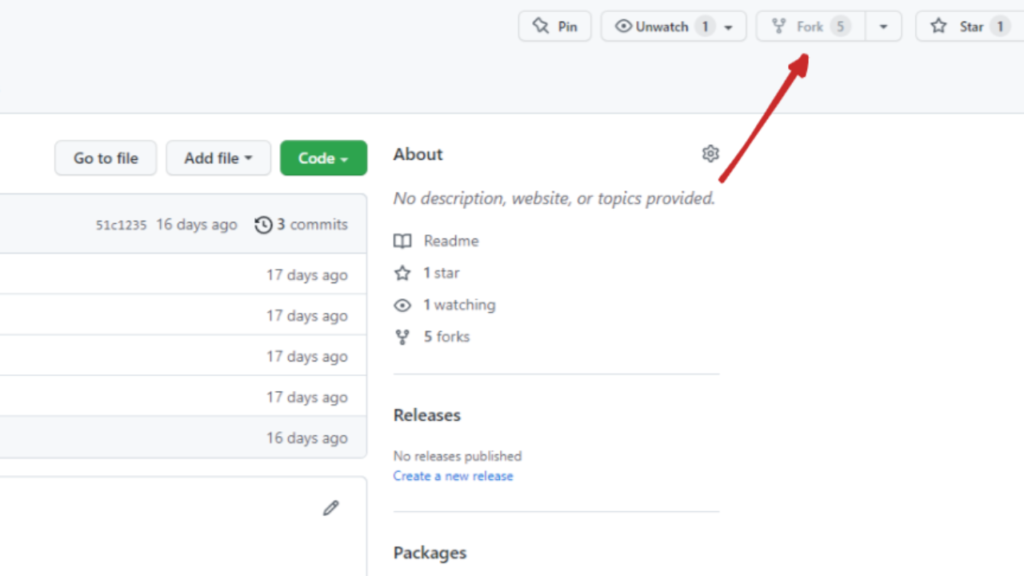 Pin Unwatch 1 Fork 5 Star 1
Go to file Add file Code
51c1235 16 days ago 3 commits
17 days ago
17 days ago
17 days ago
17 days ago
16 days ago
About
No description, website, or topics provided.
Readme
1 star
1 watching
5 forks
Releases
No releases published
Create a new release
Packages